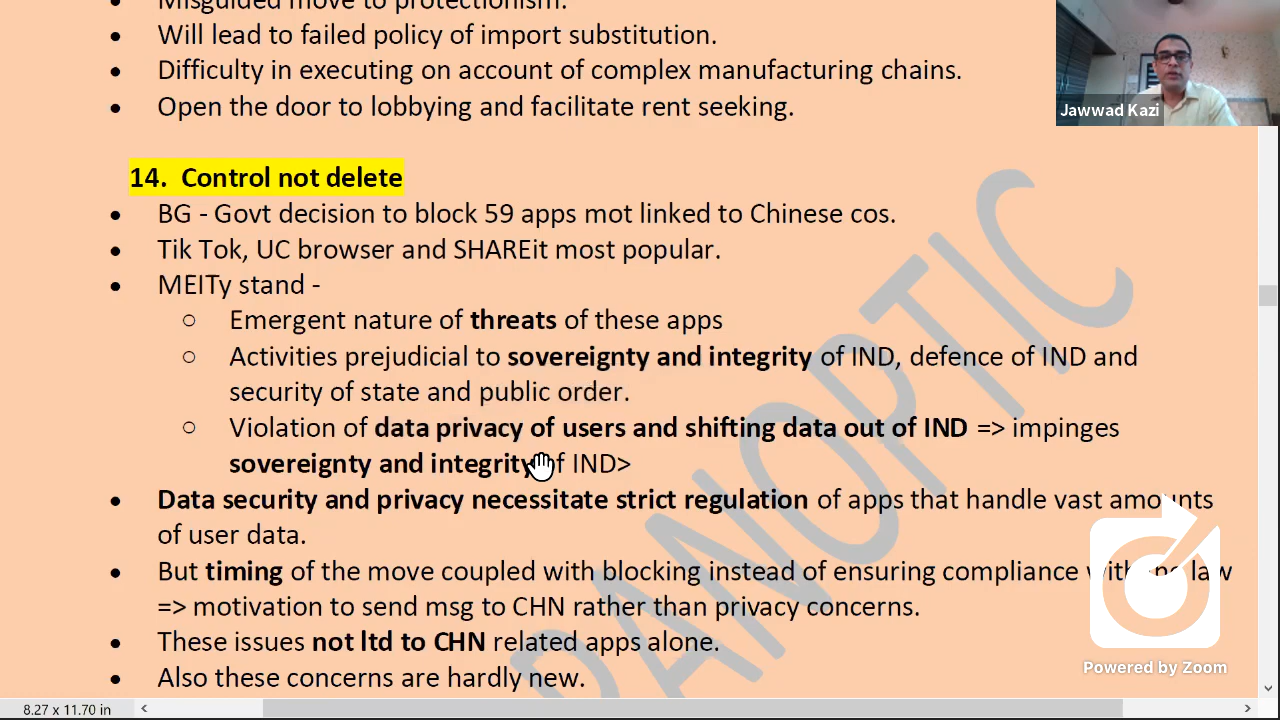 Misguided move to protectionism.
Will lead to failed policy of import substitution.
Difficulty in executing on account of complex manufacturing chains.
Open the door to lobbying and facilitate rent seeking.
Jawwad Kazi
14. Control not delete
BG - Govt decision to block 59 apps mot linked to Chinese cos.
Tik Tok, UC browser and SHAREit most popular.
MEITy stand -
Emergent nature of threats of these apps
Activities prejudicial to sovereignty and integrity of IND, defence of IND and
security of state and public order.
Violation of data privacy of users and shifting data out of IND => impinges
sovereignty and integrity of IND>
Data security and privacy necessitate strict regulation of apps that handle vast amounts
of user data.
But timing of the move coupled with blocking instead of ensuring compliance with the law
=> motivation to send msg to CHN rather than privacy concerns.
These issues not ltd to CHN related apps alone.
Also these concerns are hardly new.
PANOPTIC
Powered by Zoom
8.27 x 11.70 in